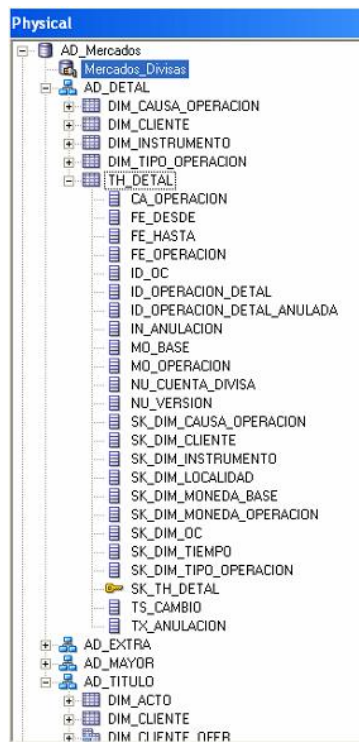 Physical
AD_Mercados
Mercados_Divisas
AD_DETAL
DIM_CAUSA_OPERACION
DIM_CLIENTE
DIM_INSTRUMENTO
DIM_TIPO_OPERACION
TH_DETAL
CA_OPERACION
FE_DESDE
FE_HASTA
FE_OPERACION
ID_OC
ID_OPERACION_DETAL
ID_OPERACION_DETAL_ANULADA
IN_ANULACION
MO_BASE
MO_OPERACION
NU_CUENTA_DIVISA
NU_VERSION
SK_DIM_CAUSA_OPERACION
SK_DIM_CLIENTE
SK_DIM_INSTRUMENTO
SK_DIM_LOCALIDAD
SK_DIM_MONEDA_BASE
SK_DIM_MONEDA_OPERACION
SK_DIM_OC
SK_DIM_TIEMPO
SK_DIM_TIPO_OPERACION
SK_TH_DETAL
TS_CAMBIO
TX_ANULACION
AD_EXTRA
AD_MAYOR
AD_TITULO
DIM_ACTO
DIM_CLIENTE
DIM_CLIENTE_OFER